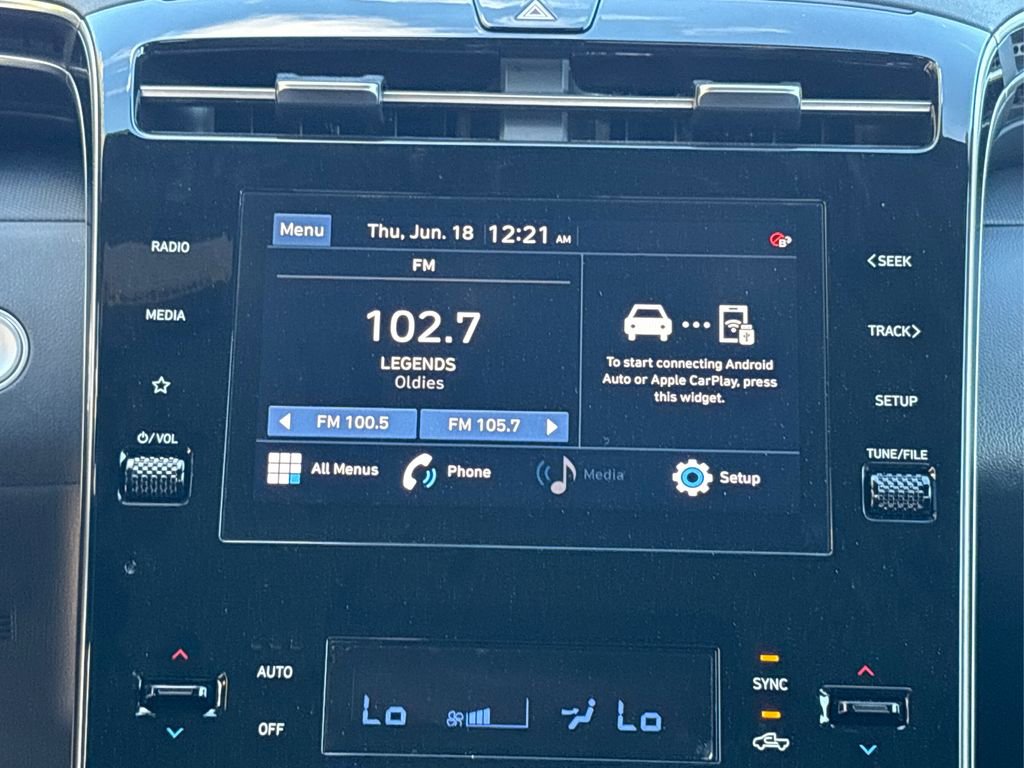 RADIO
MEDIA
⏻/VOL
Menu
Thu, Jun. 18 12:21 AM
FM
102.7
LEGENDS
Oldies
FM 100.5
FM 105.7
To start connecting Android
Auto or Apple CarPlay, press
this widget.
All Menus
Phone
Media
Setup
<SEEK
TRACK>
SETUP
TUNE/FILE
AUTO
OFF
Lo
Lo
SYNC